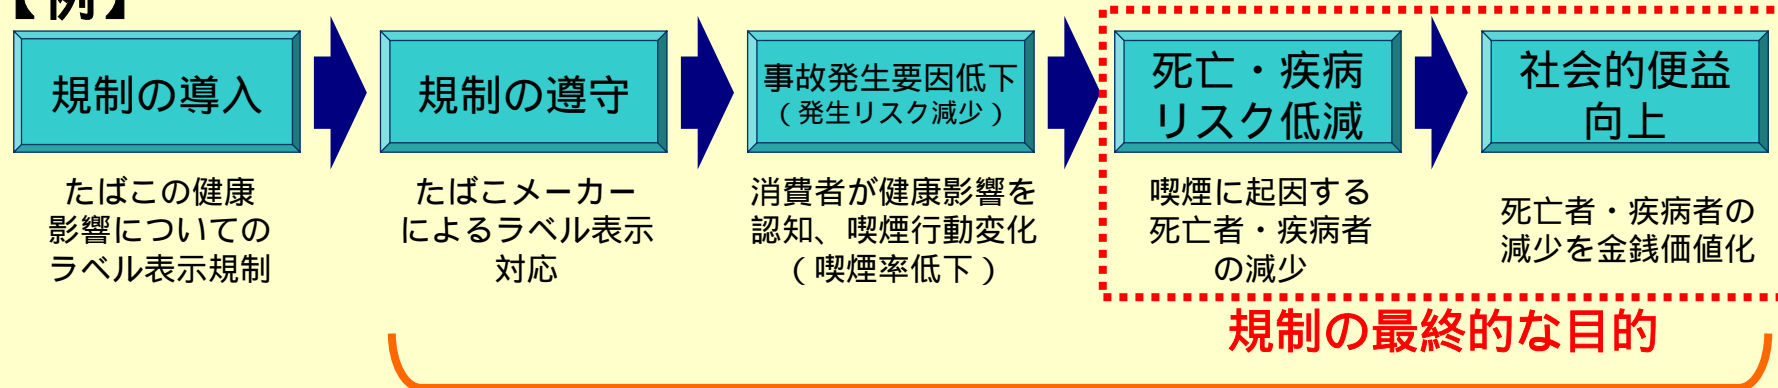 【例】
規制の導入
規制の遵守
事故発生要因低下
（発生リスク減少）
死亡・疾病
リスク低減
社会的便益
向上
たばこの健康
影響についての
ラベル表示規制
たばこメーカー
によるラベル表示
対応
消費者が健康影響を
認知、喫煙行動変化
（喫煙率低下）
喫煙に起因する
死亡者・疾病者
の減少
死亡者・疾病者の
減少を金銭価値化
規制の最終的な目的